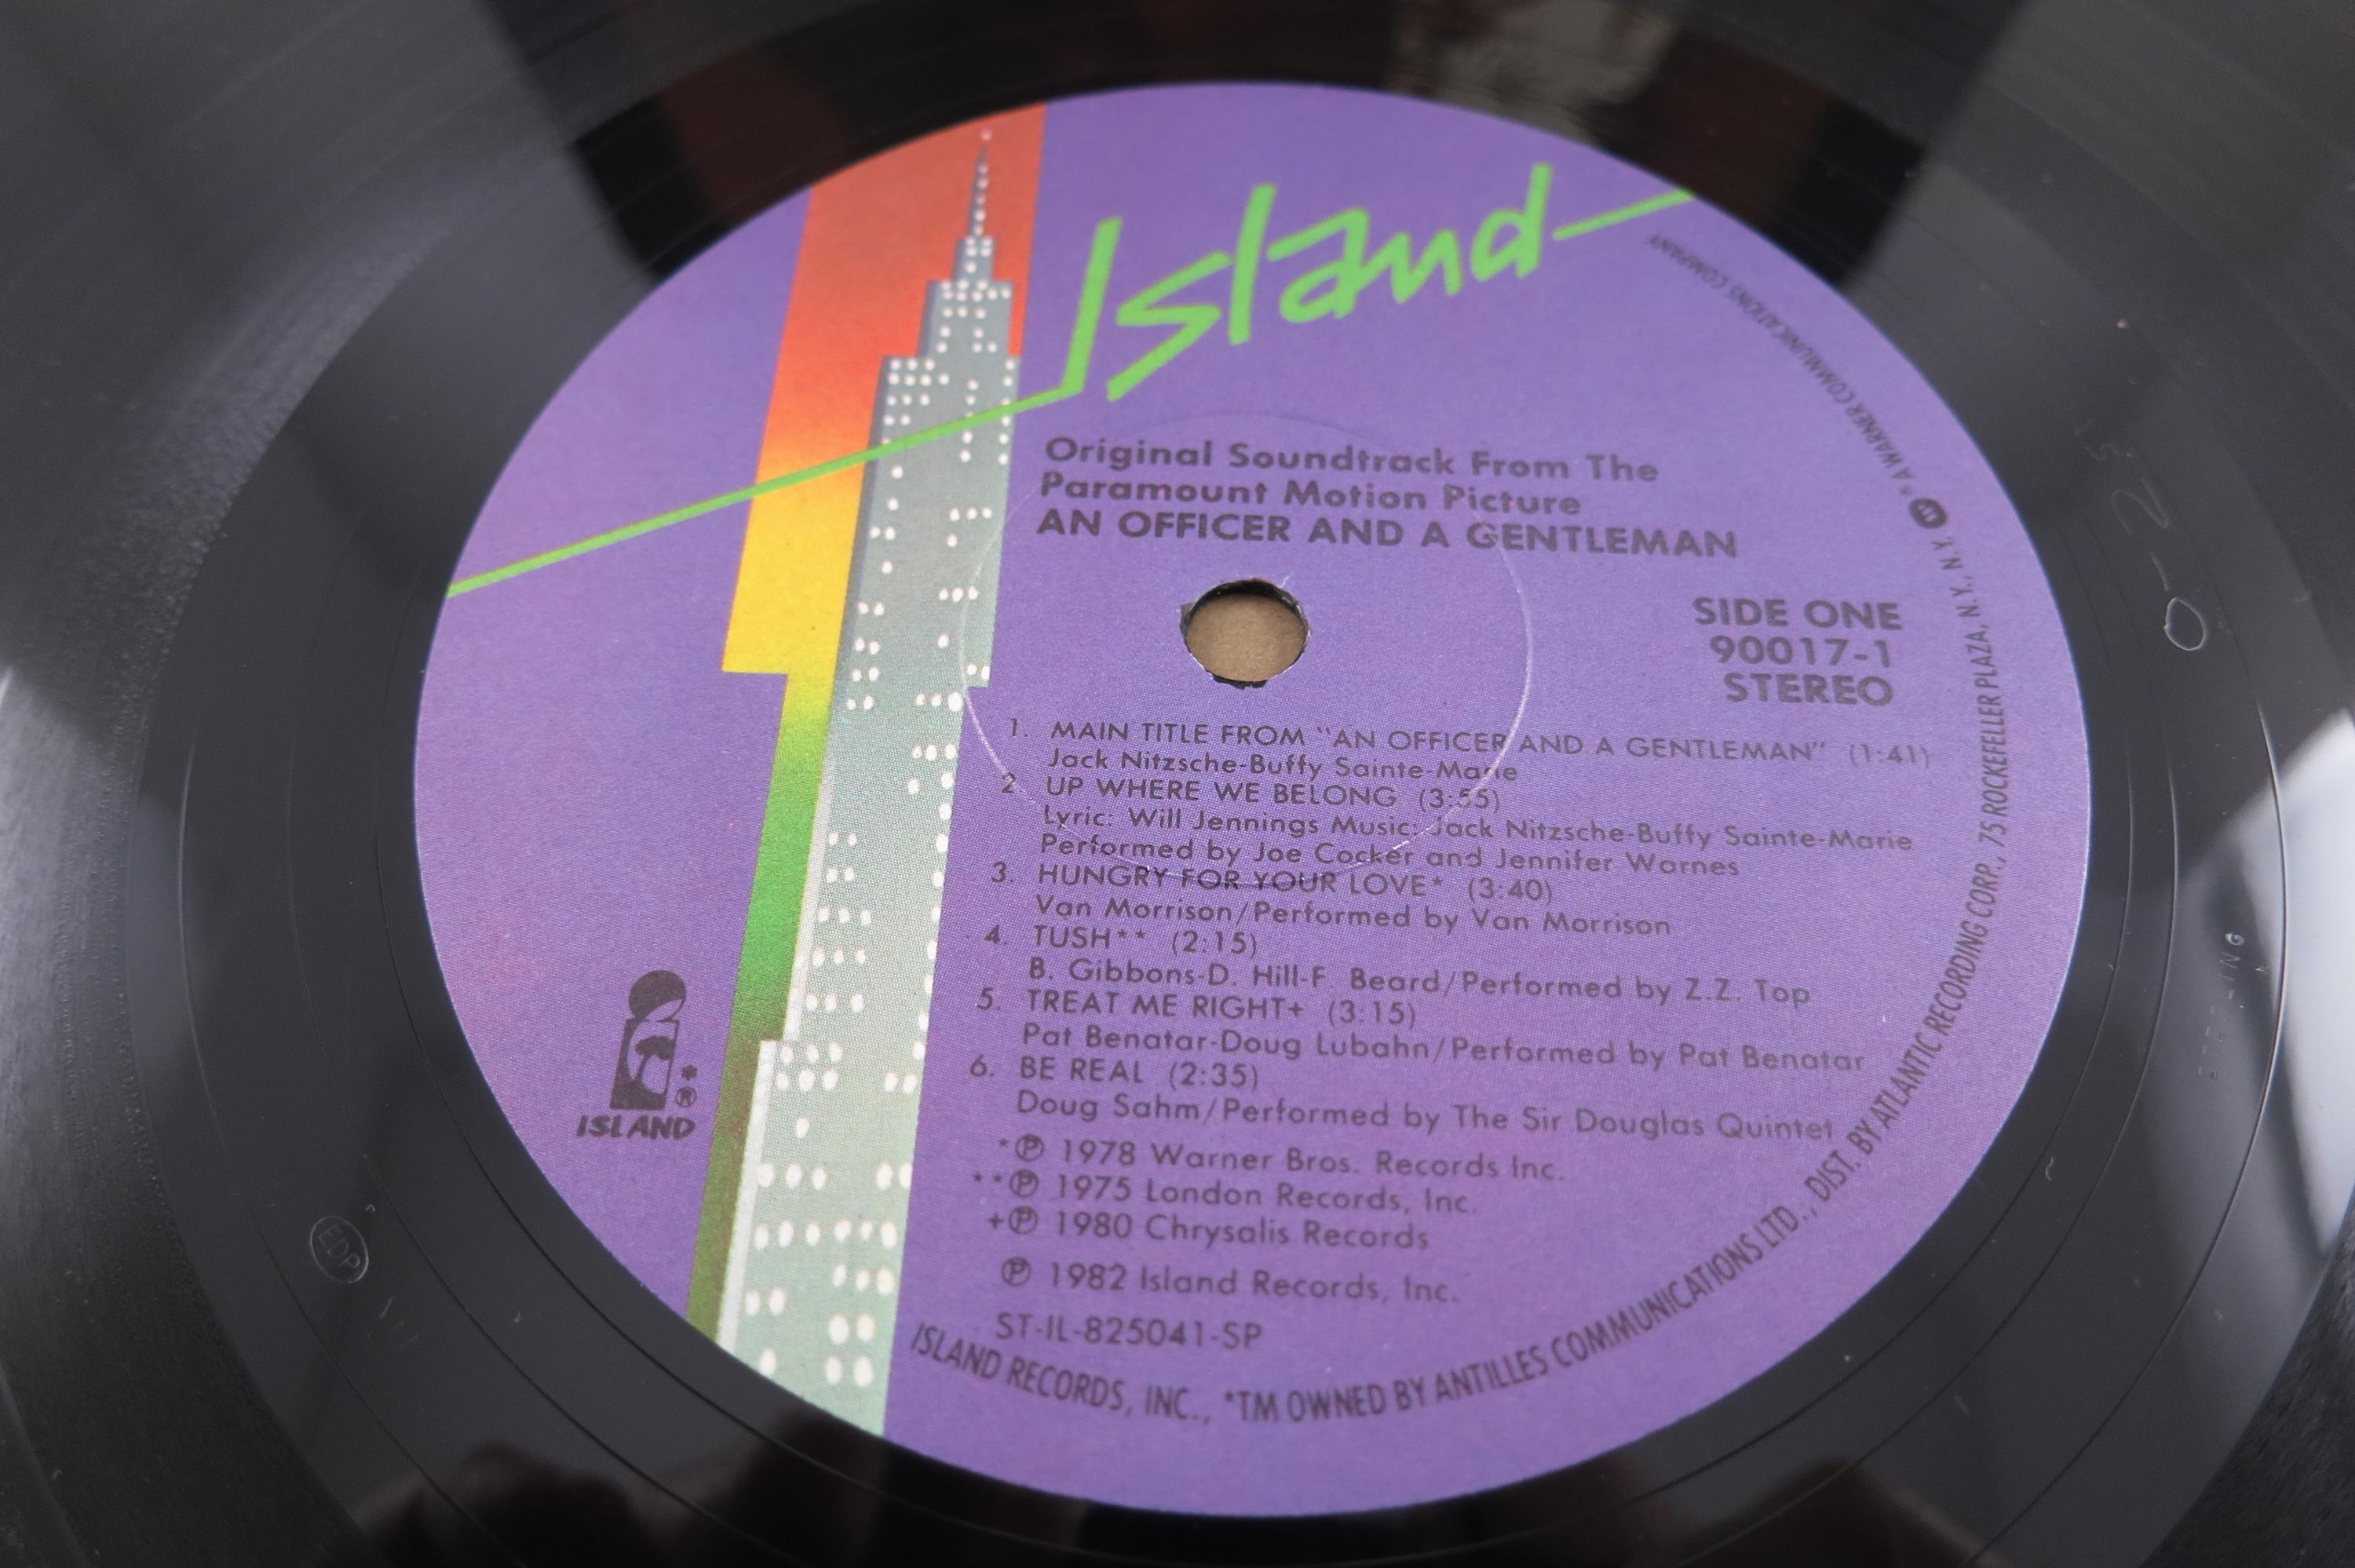 Island
Original Soundtrack From The
Paramount Motion Picture
AN OFFICER AND A GENTLEMAN
SIDE ONE
90017-1
STEREO
1. MAIN TITLE FROM "AN OFFICER AND A GENTLEMAN" (1:41)
Jack Nitzsche-Buffy Sainte-Marie
2. UP WHERE WE BELONG (3:55)
Lyric: Will Jennings Music: Jack Nitzsche-Buffy Sainte-Marie
Performed by Joe Cocker and Jennifer Warnes
3. HUNGRY FOR YOUR LOVE* (3:40)
Van Morrison/Performed by Van Morrison
4. TUSH** (2:15)
B. Gibbons-D. Hill-F. Beard/Performed by Z.Z. Top
5. TREAT ME RIGHT+ (3:15)
Pat Benatar-Doug Lubahn/Performed by Pat Benatar
6. BE REAL (2:35)
Doug Sahm/Performed by The Sir Douglas Quintet
*℗ 1978 Warner Bros. Records Inc.
**℗ 1975 London Records, Inc.
+℗ 1980 Chrysalis Records
℗ 1982 Island Records, Inc.
ST-IL-825041-SP
*®
ISLAND
ISLAND RECORDS, INC., *TM OWNED BY ANTILLES COMMUNICATIONS LTD., DIST. BY ATLANTIC RECORDING CORP., 75 ROCKEFELLER PLAZA, N.Y., N.Y. ® A WARNER COMMUNICATIONS COMPANY
EDP